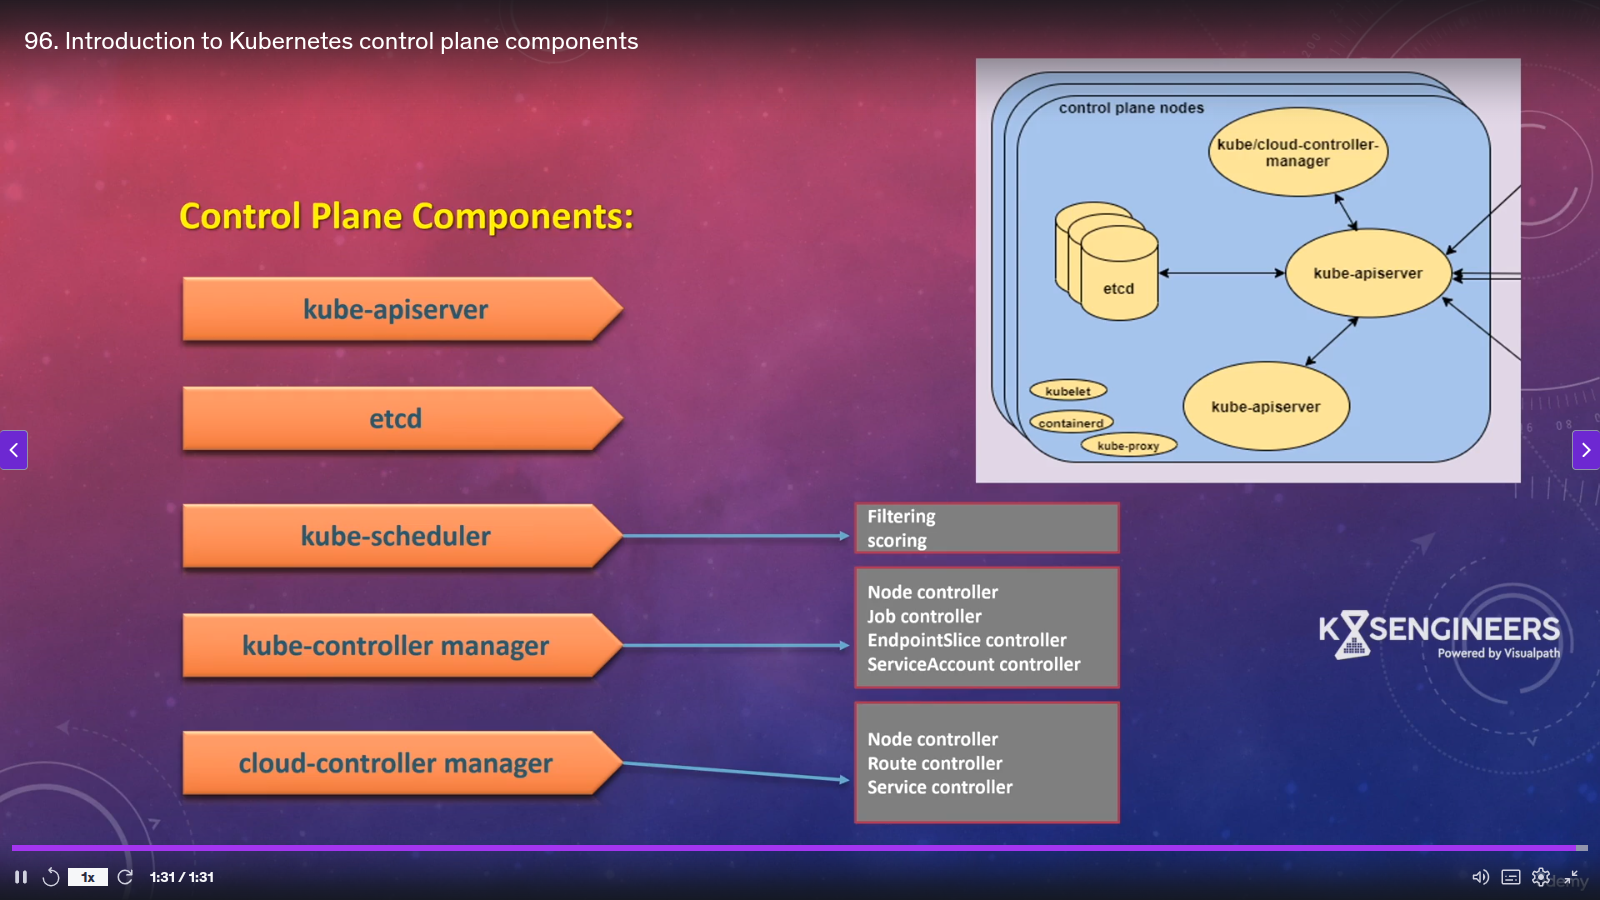 96. Introduction to Kubernetes control plane components
control plane nodes
kube/cloud-controller-
manager
kube-apiserver
etcd
kube-apiserver
kubelet
containerd
kube-proxy
Control Plane Components:
kube-apiserver
etcd
kube-scheduler
Filtering
scoring
kube-controller manager
Node controller
Job controller
EndpointSlice controller
ServiceAccount controller
cloud-controller manager
Node controller
Route controller
Service controller
K8SENGINEERS
Powered by Visualpath
1x
1:31 / 1:31